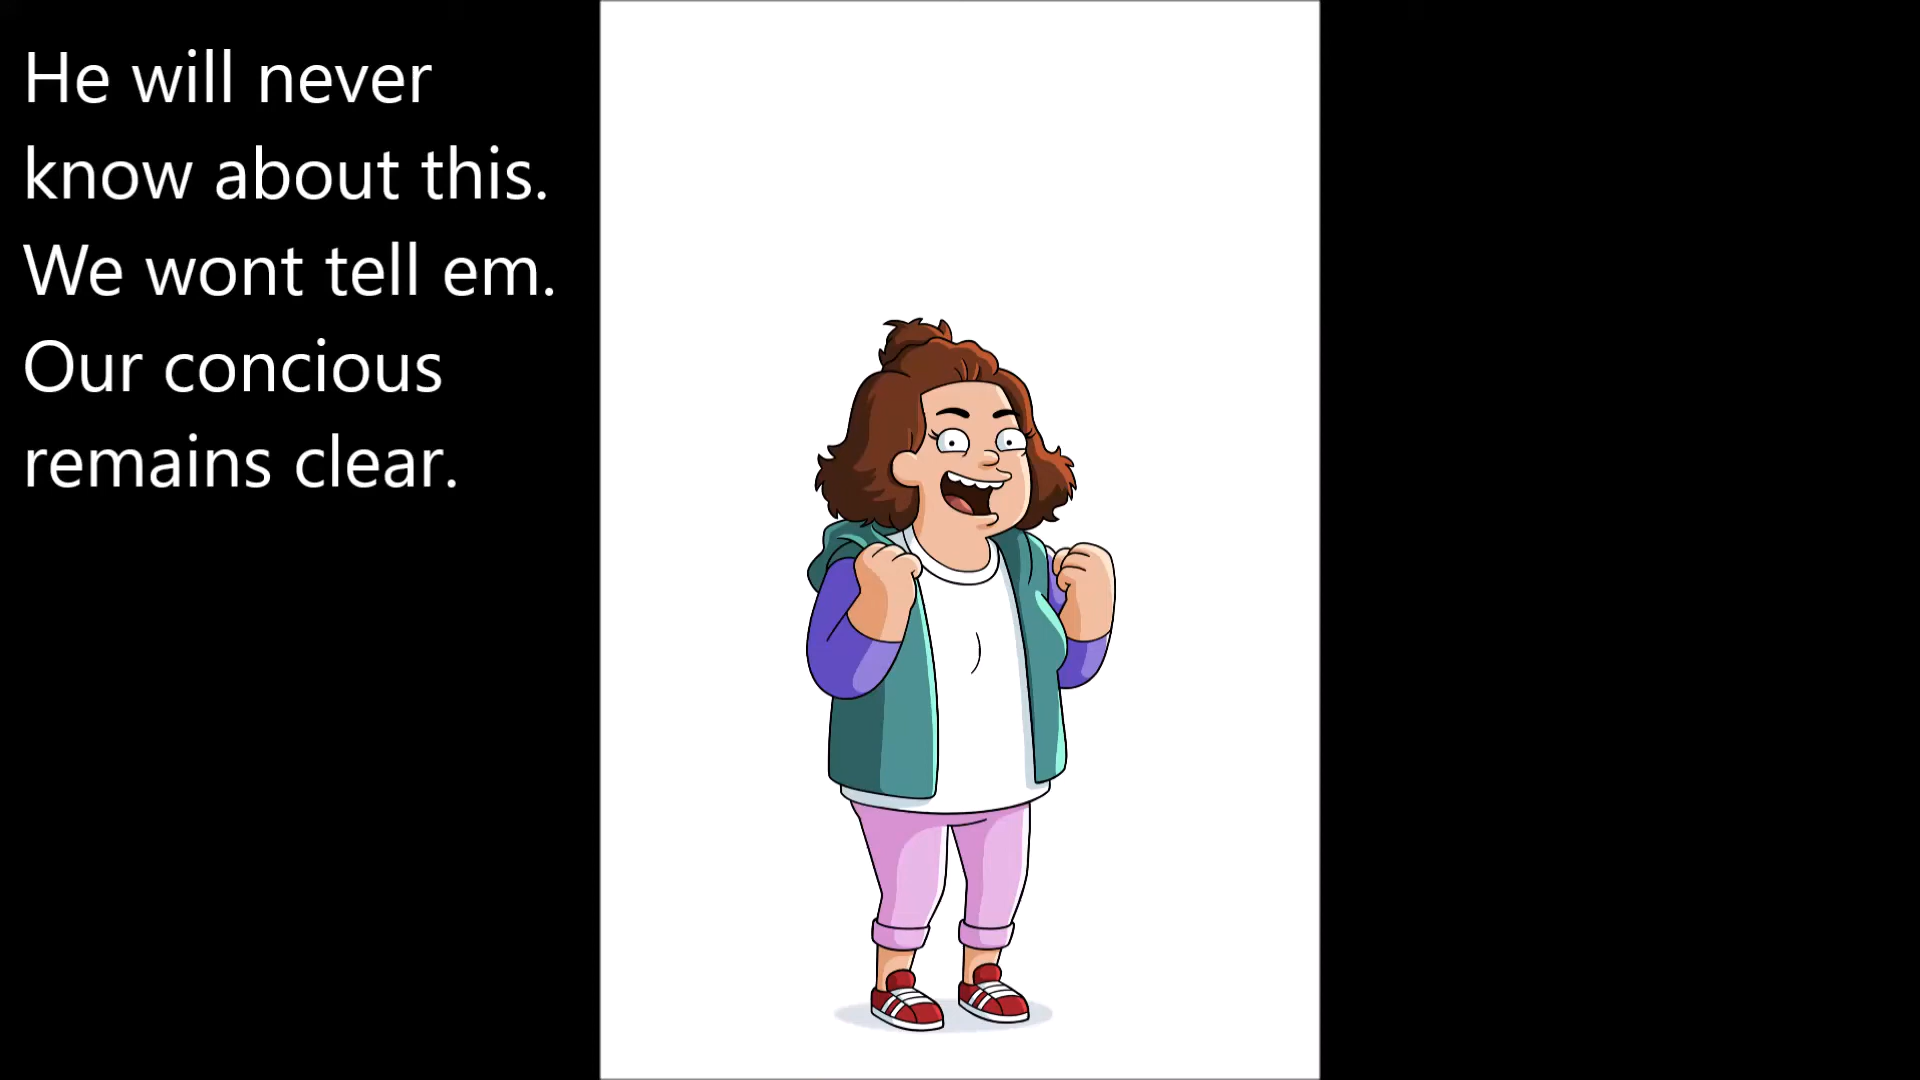 He will never
know about this.
We wont tell em.
Our concious
remains clear.